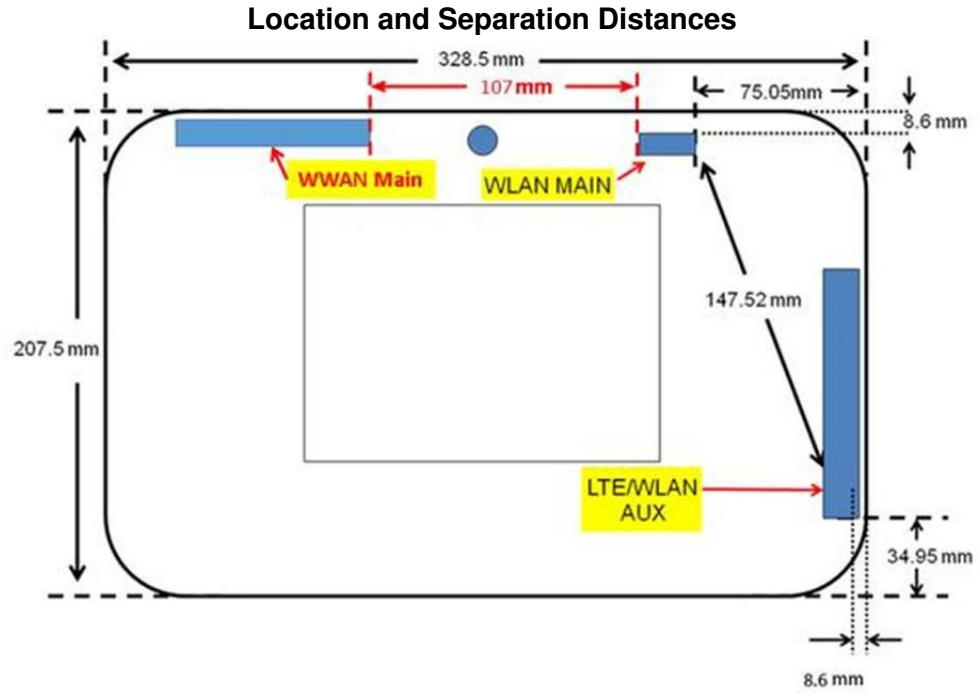 Location and Separation Distances
328.5 mm
107 mm
75.05mm
8.6 mm
WWAN Main
WLAN MAIN
147.52 mm
207.5 mm
LTE/WLAN
AUX
34.95 mm
8.6 mm